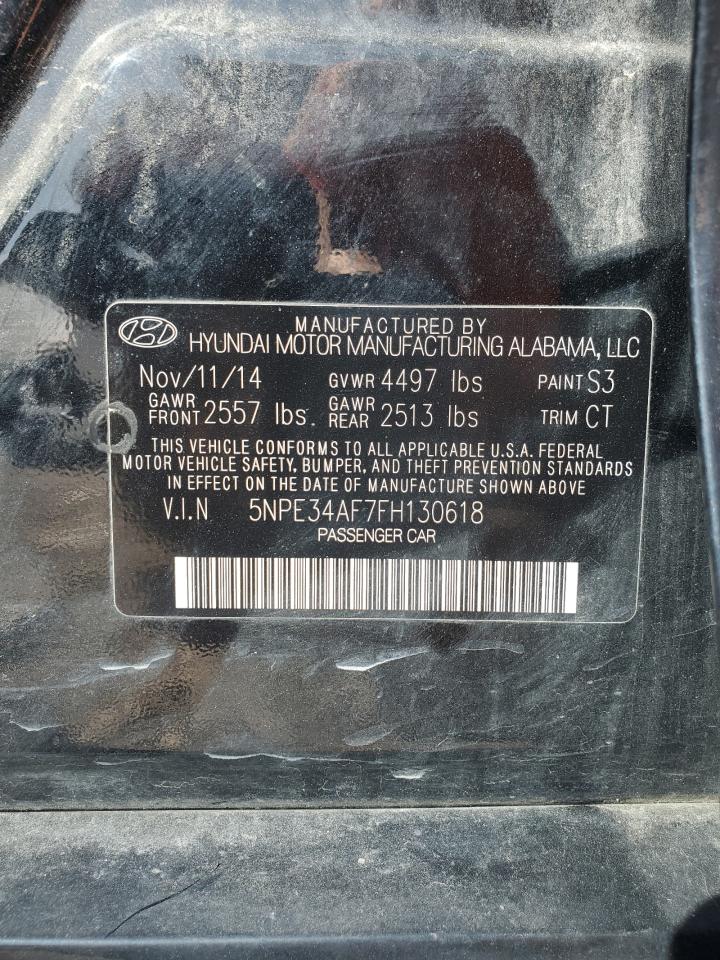 MANUFACTURED BY
HYUNDAI MOTOR MANUFACTURING ALABAMA, LLC
Nov/11/14 GVWR 4497 lbs PAINT S3
GAWR FRONT 2557 lbs. GAWR REAR 2513 lbs TRIM CT
THIS VEHICLE CONFORMS TO ALL APPLICABLE U.S.A. FEDERAL
MOTOR VEHICLE SAFETY, BUMPER, AND THEFT PREVENTION STANDARDS
IN EFFECT ON THE DATE OF MANUFACTURE SHOWN ABOVE
V.I.N 5NPE34AF7FH130618
PASSENGER CAR